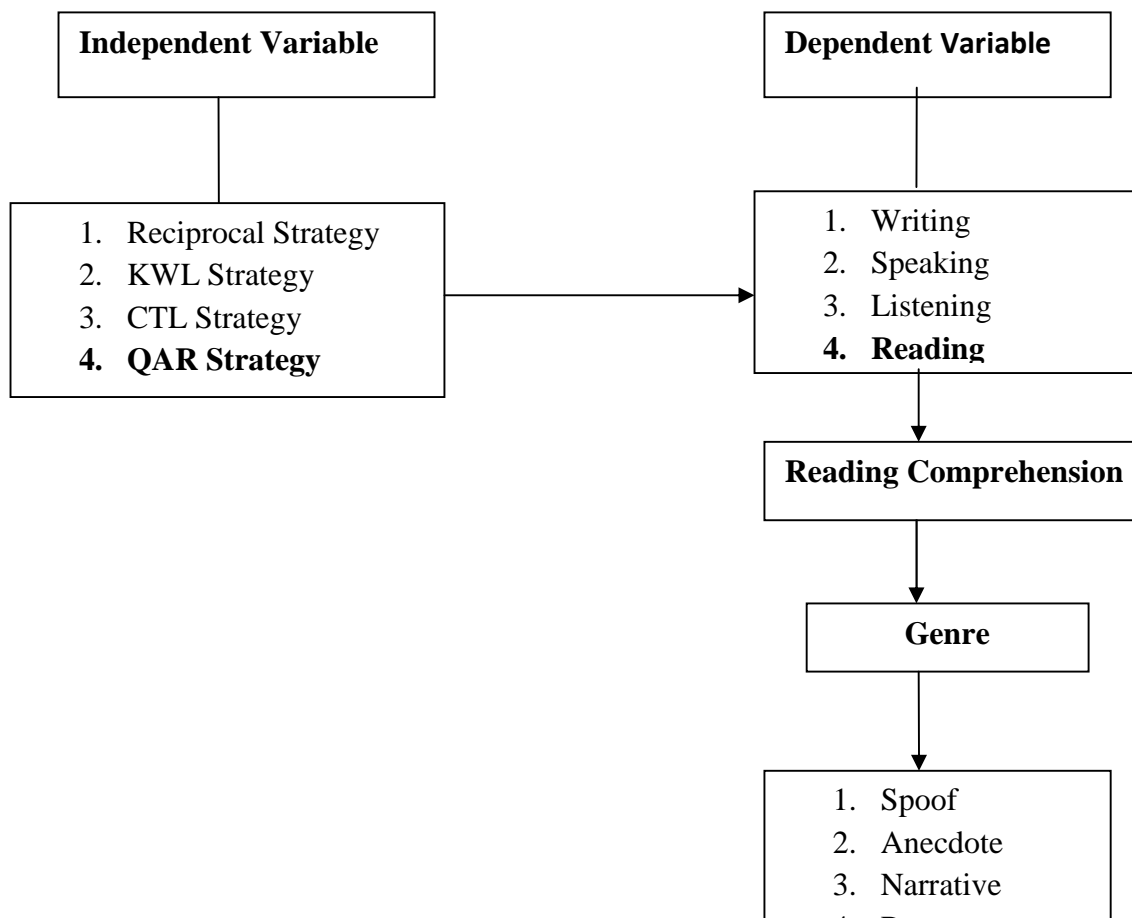 Independent Variable
Dependent Variable
1. Reciprocal Strategy
2. KWL Strategy
3. CTL Strategy
4. QAR Strategy
1. Writing
2. Speaking
3. Listening
4. Reading
Reading Comprehension
Genre
1. Spoof
2. Anecdote
3. Narrative